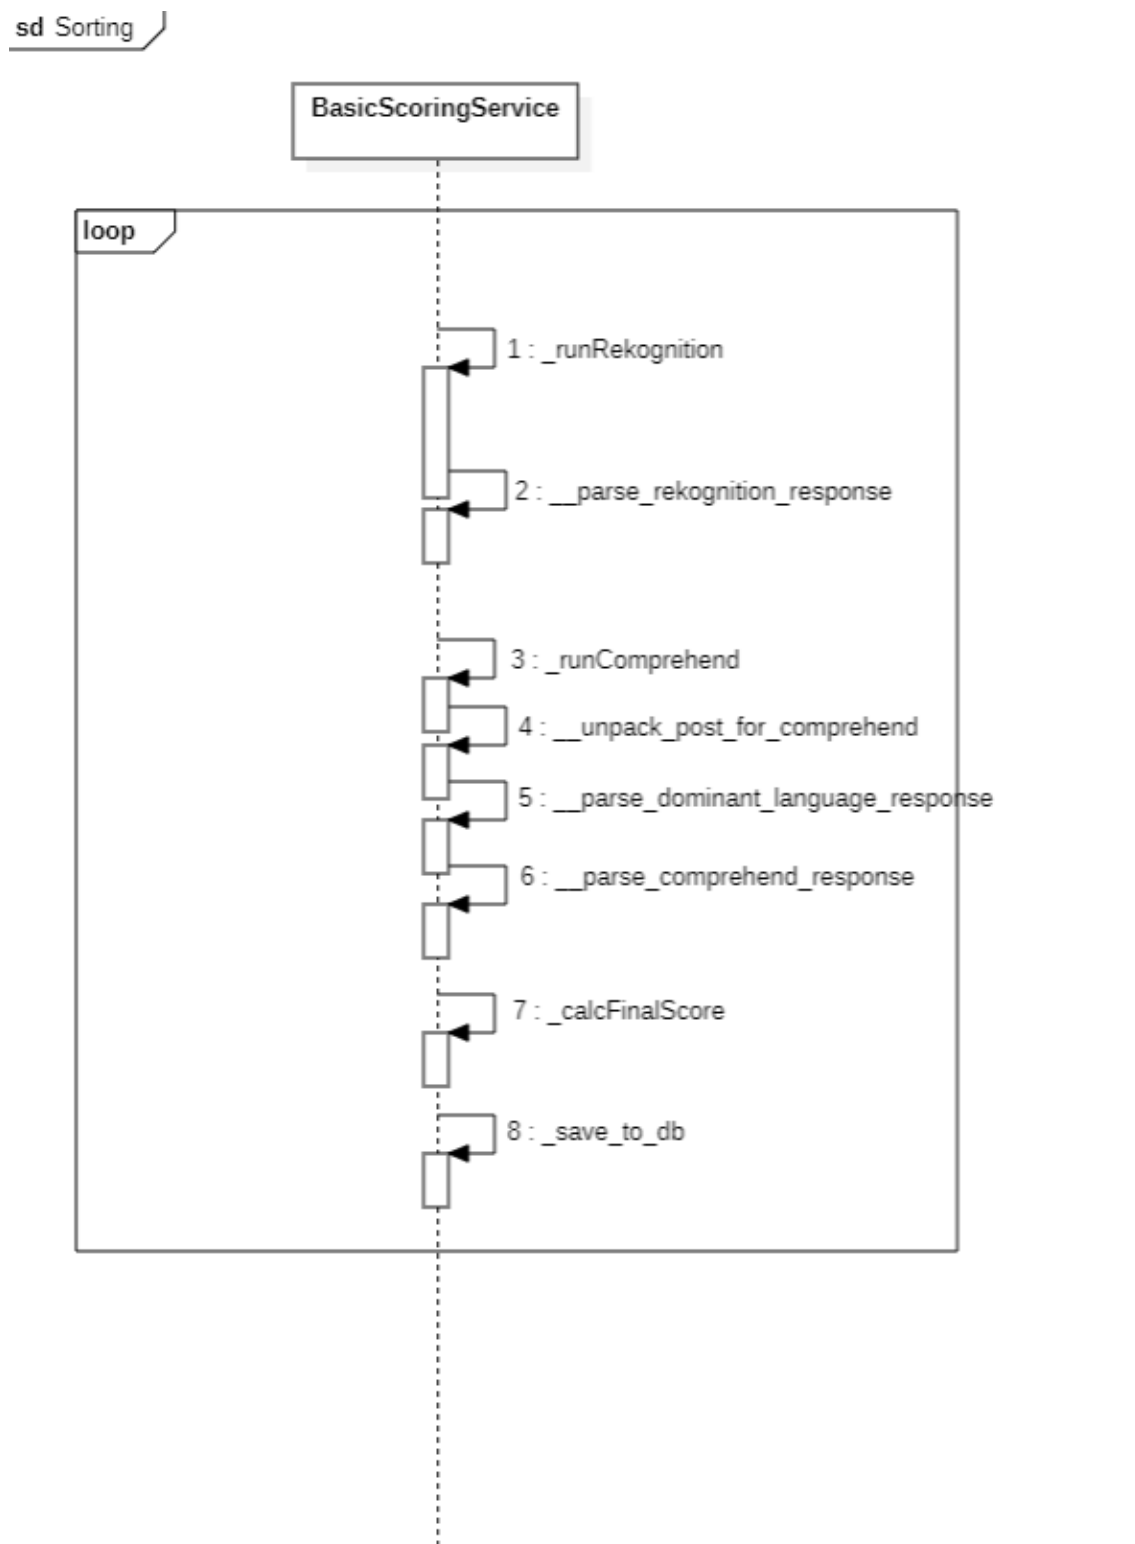 sd Sorting
BasicScoringService
loop
1 : _runRekognition
2 : __parse_rekognition_response
3 : _runComprehend
4 : __unpack_post_for_comprehend
5 : __parse_dominant_language_response
6 : __parse_comprehend_response
7 : _calcFinalScore
8 : _save_to_db